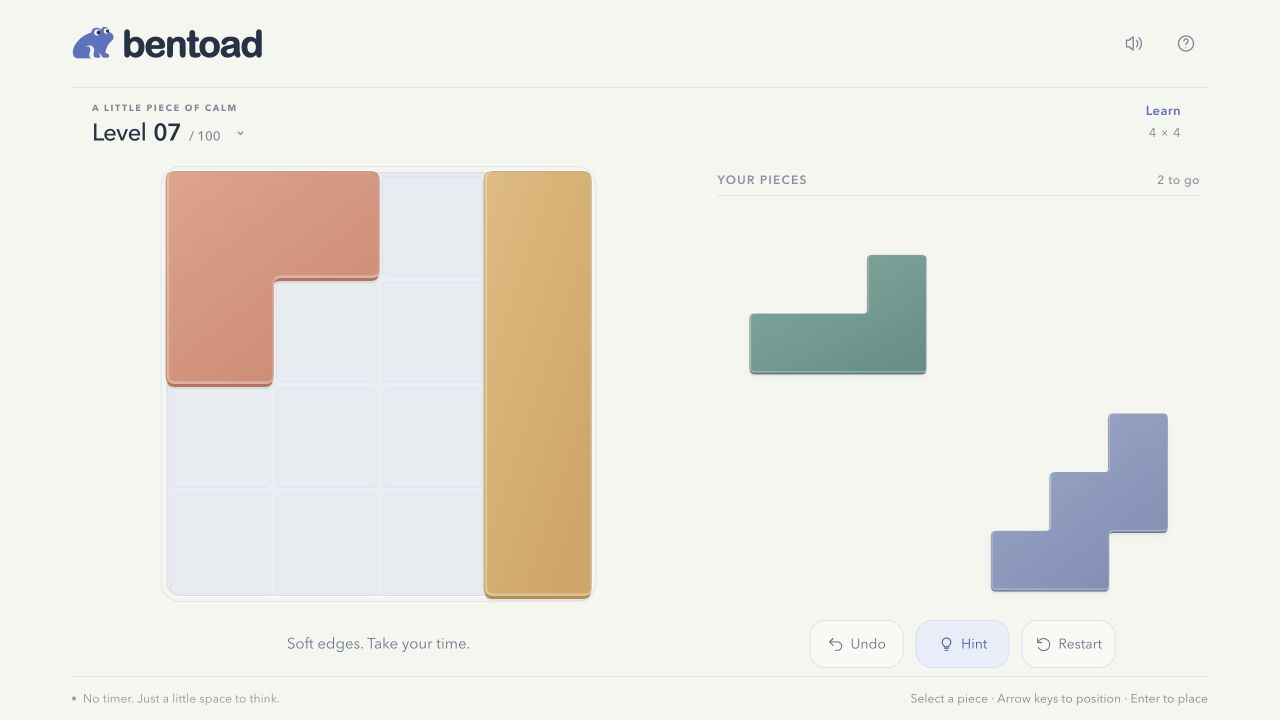 bentoad
A LITTLE PIECE OF CALM
Level 07 / 100
Learn
4 × 4
YOUR PIECES
2 to go
Soft edges. Take your time.
Undo
Hint
Restart
No timer. Just a little space to think.
Select a piece · Arrow keys to position · Enter to place